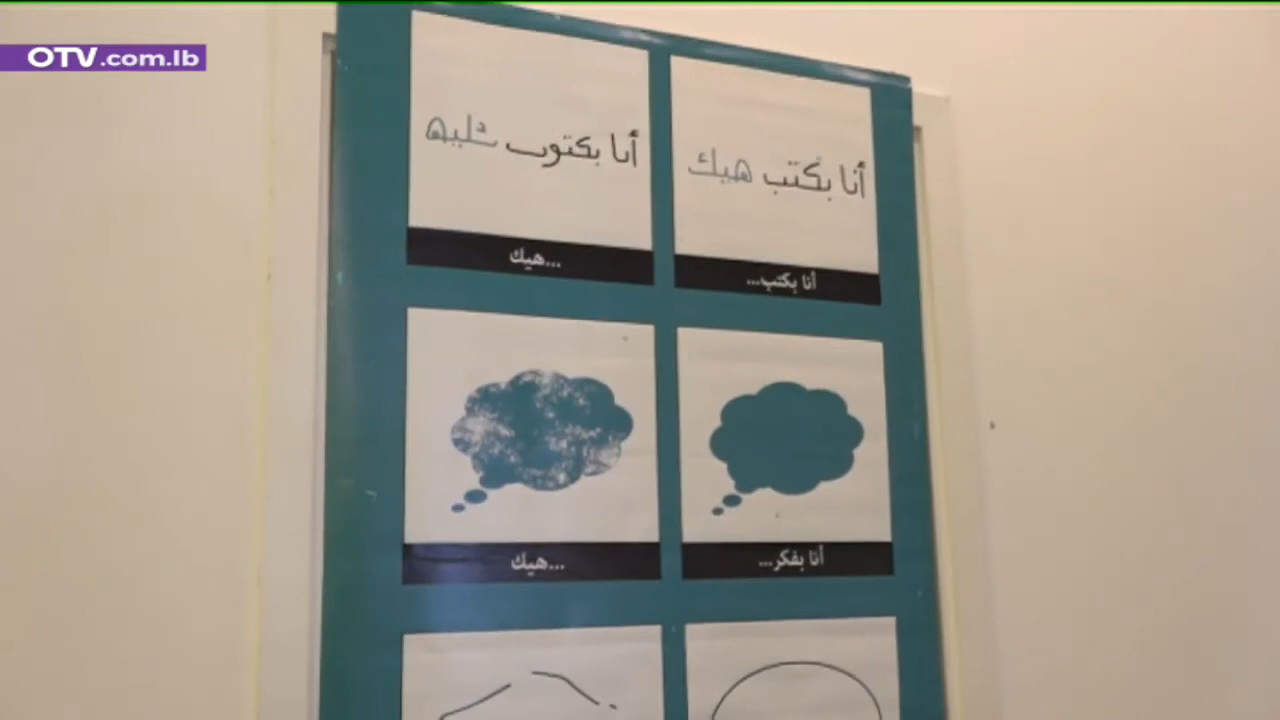 OTV.com.lb
أنا بكتب هيك
أنا بكتب...
أنا بكتوب
...هيك
أنا بفكر...
...هيك